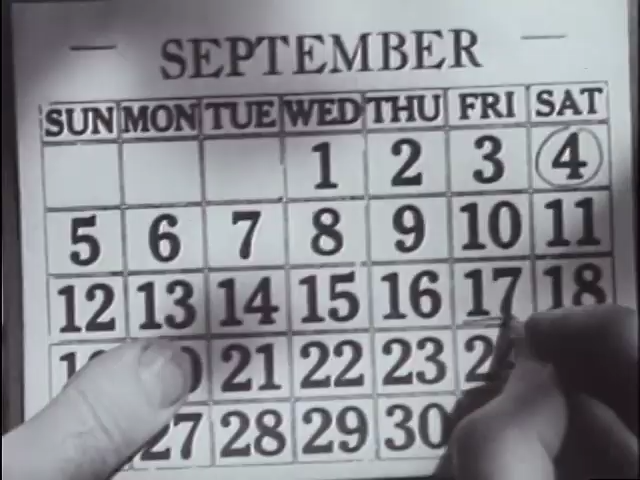 SEPTEMBER
SUN MON TUE WED THU FRI SAT
1 2 3 4
5 6 7 8 9 10 11
12 13 14 15 16 17 18
21 22 23
27 28 29 30